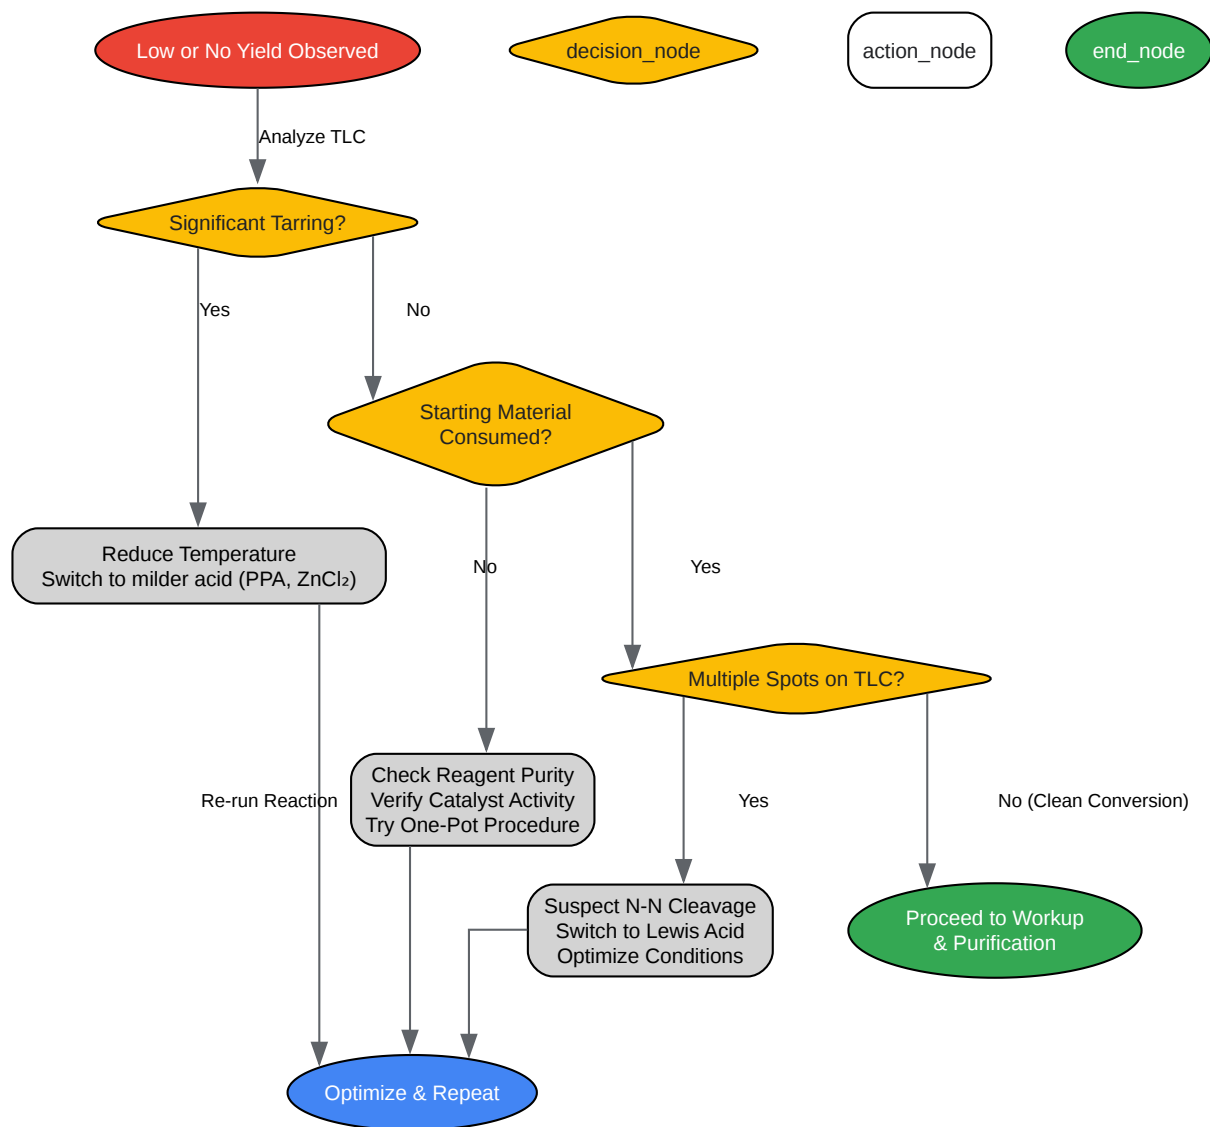 Low or No Yield Observed
decision_node
action_node
end_node
Analyze TLC
Significant Tarring?
Yes
No
Starting Material
Consumed?
Reduce Temperature
Switch to milder acid (PPA, ZnCl₂)
No
Yes
Multiple Spots on TLC?
Check Reagent Purity
Verify Catalyst Activity
Try One-Pot Procedure
Re-run Reaction
Yes
No (Clean Conversion)
Suspect N-N Cleavage
Switch to Lewis Acid
Optimize Conditions
Proceed to Workup
& Purification
Optimize & Repeat